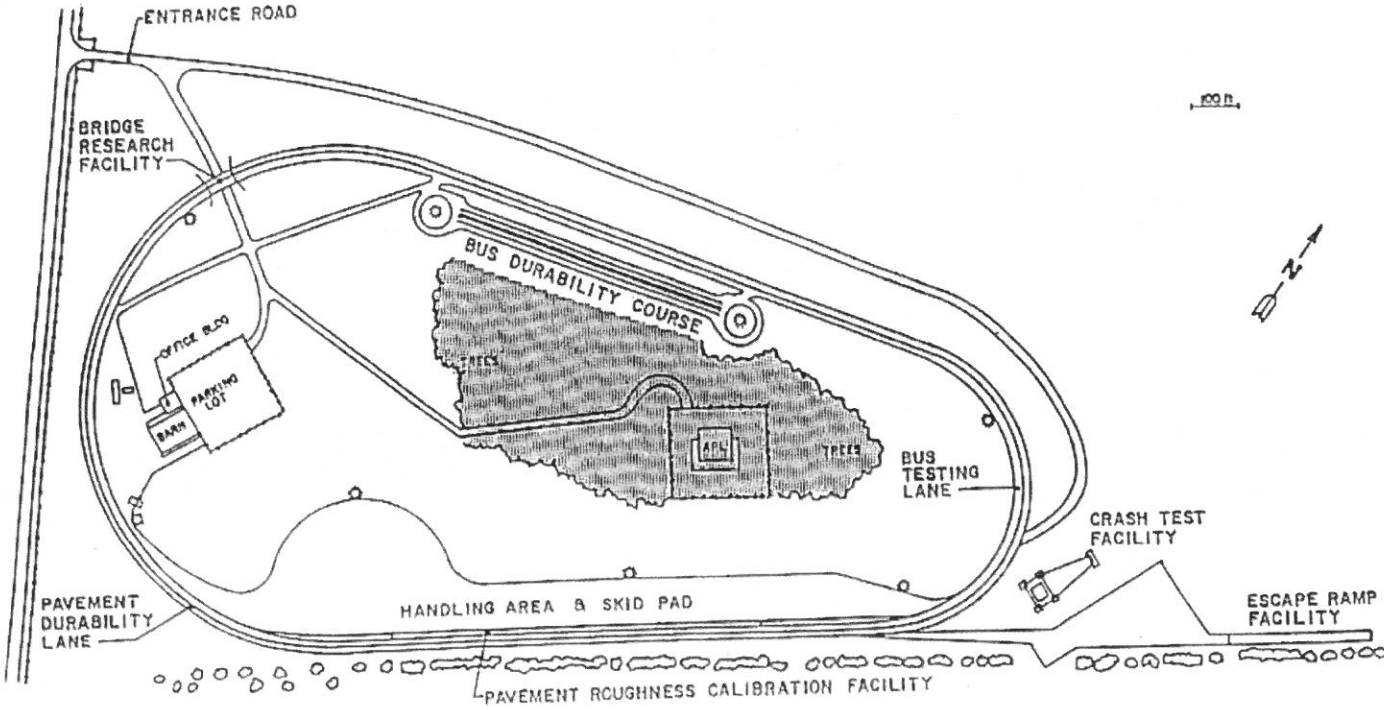 ENTRANCE ROAD
100 ft
BRIDGE
RESEARCH
FACILITY
N
BUS DURABILITY COURSE
OFFICE BLDG
TREES
PARKING
LOT
BARN
APL
TREES
BUS
TESTING
LANE
CRASH TEST
FACILITY
PAVEMENT
DURABILITY
LANE
HANDLING AREA & SKID PAD
ESCAPE RAMP
FACILITY
PAVEMENT ROUGHNESS CALIBRATION FACILITY